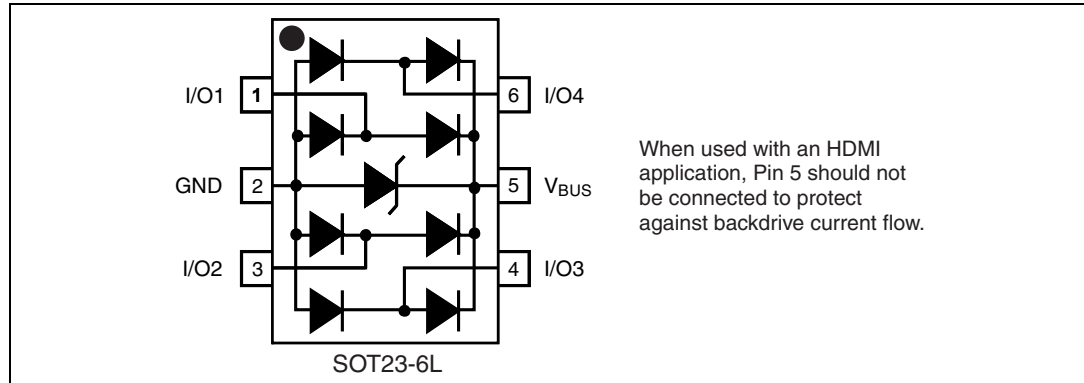 I/O1 1
6 I/O4
GND 2
5 VBUS
I/O2 3
4 I/O3
SOT23-6L
When used with an HDMI
application, Pin 5 should not
be connected to protect
against backdrive current flow.